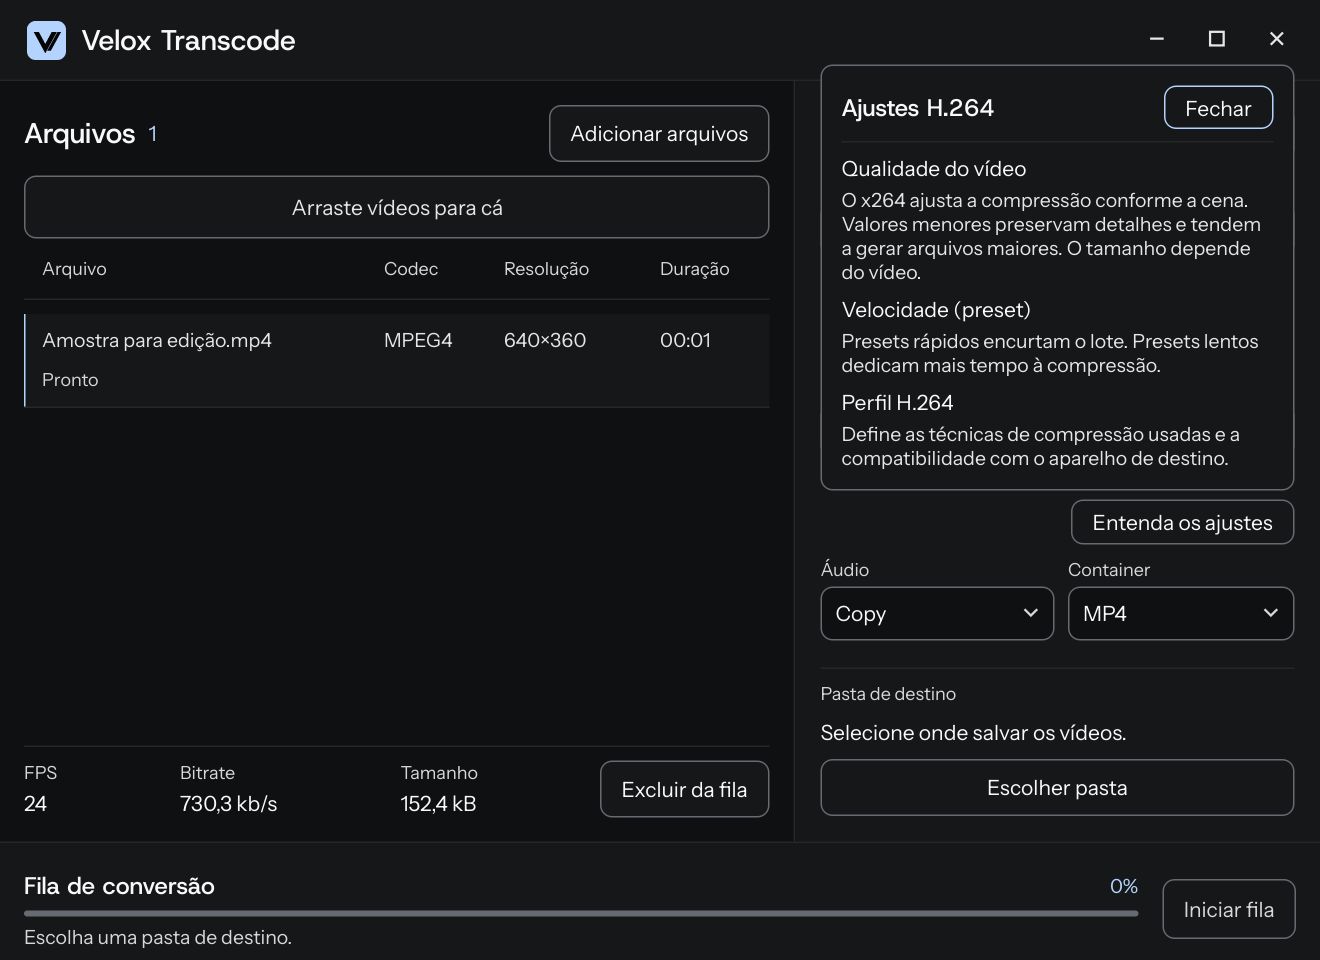 Velox Transcode
Arquivos 1
Adicionar arquivos
Arraste vídeos para cá
Arquivo Codec Resolução Duração
Amostra para edição.mp4 MPEG4 640×360 00:01
Pronto
FPS Bitrate Tamanho
24 730,3 kb/s 152,4 kB
Excluir da fila
Ajustes H.264
Fechar
Qualidade do vídeo
O x264 ajusta a compressão conforme a cena.
Valores menores preservam detalhes e tendem
a gerar arquivos maiores. O tamanho depende
do vídeo.
Velocidade (preset)
Presets rápidos encurtam o lote. Presets lentos
dedicam mais tempo à compressão.
Perfil H.264
Define as técnicas de compressão usadas e a
compatibilidade com o aparelho de destino.
Entenda os ajustes
Áudio Container
Copy MP4
Pasta de destino
Selecione onde salvar os vídeos.
Escolher pasta
Fila de conversão 0%
Escolha uma pasta de destino.
Iniciar fila